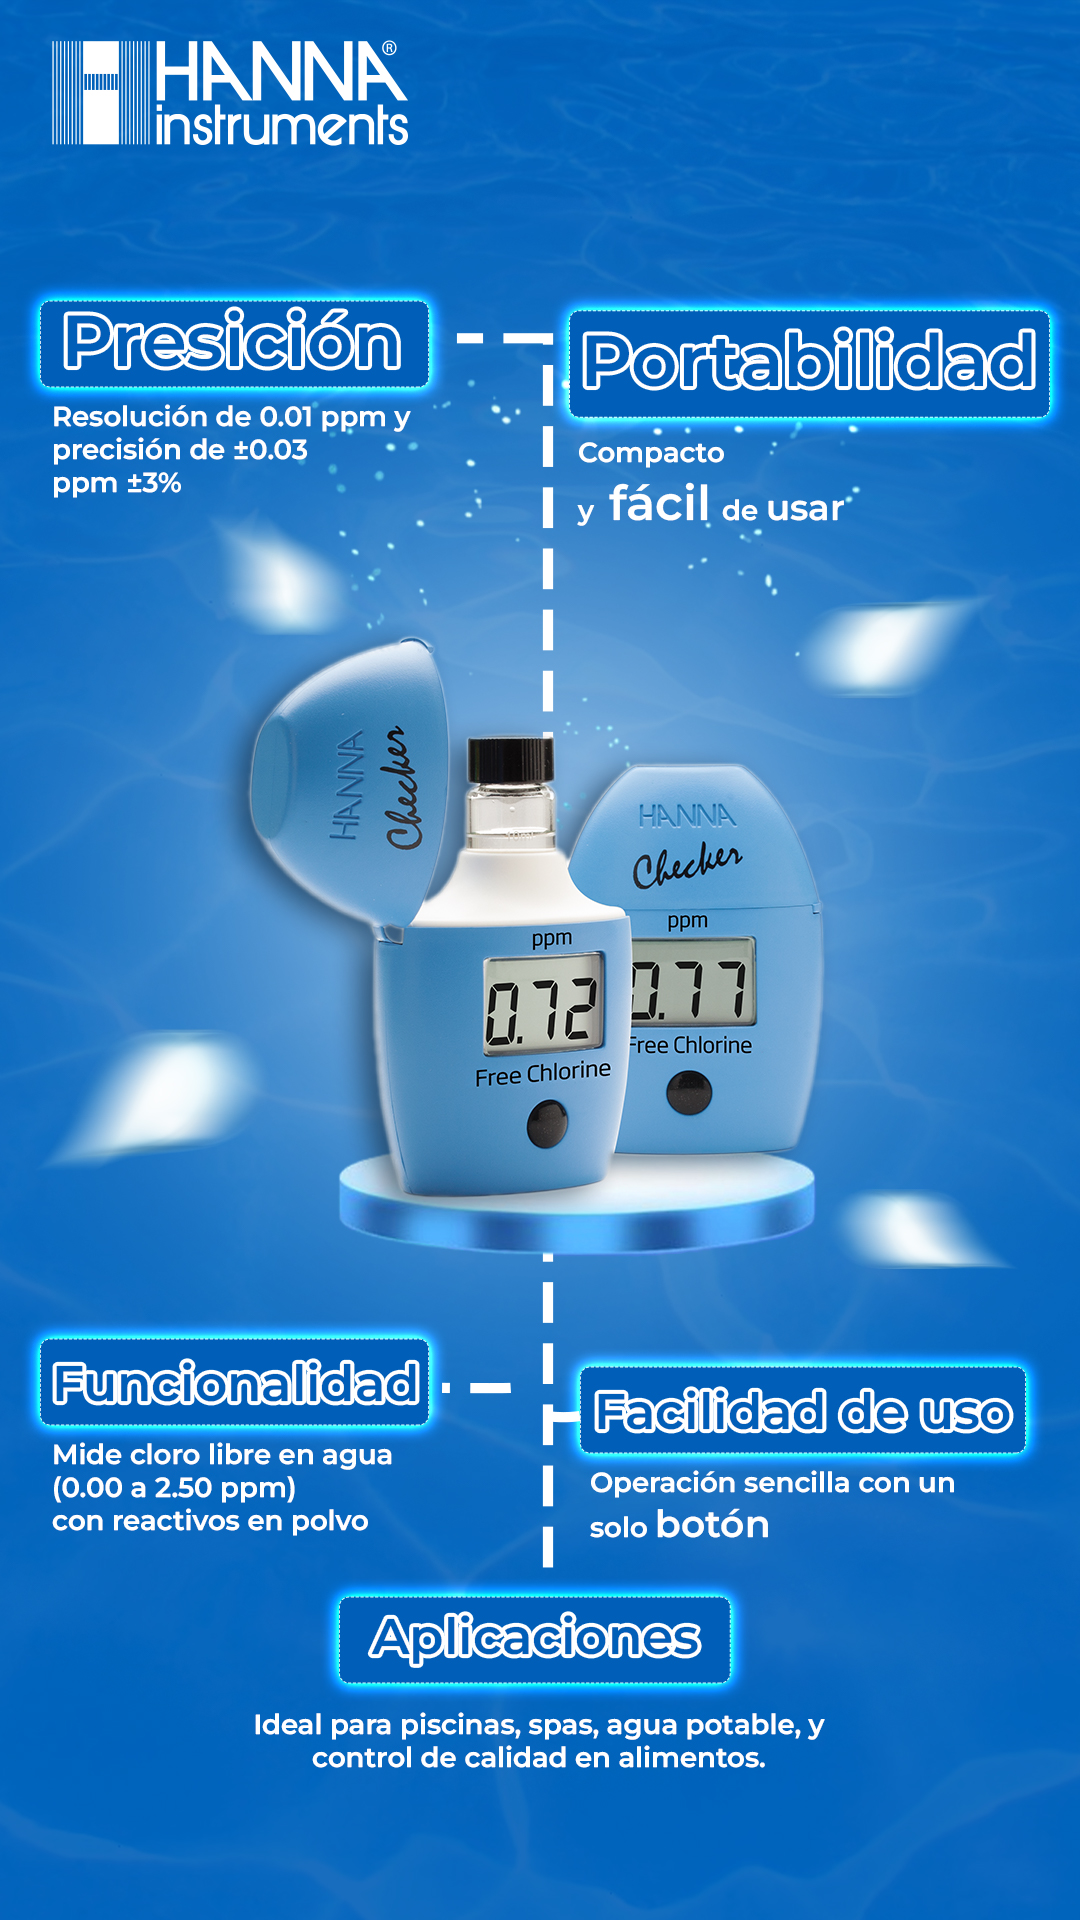 HANNA®
instruments
Presición
Resolución de 0.01 ppm y
precisión de ±0.03
ppm ±3%
Portabilidad
Compacto
y fácil de usar
HANNA
Checker
ppm
0.72
Free Chlorine
HANNA
Checker
ppm
0.77
Free Chlorine
Funcionalidad
Mide cloro libre en agua
(0.00 a 2.50 ppm)
con reactivos en polvo
Facilidad de uso
Operación sencilla con un
solo botón
Aplicaciones
Ideal para piscinas, spas, agua potable, y
control de calidad en alimentos.